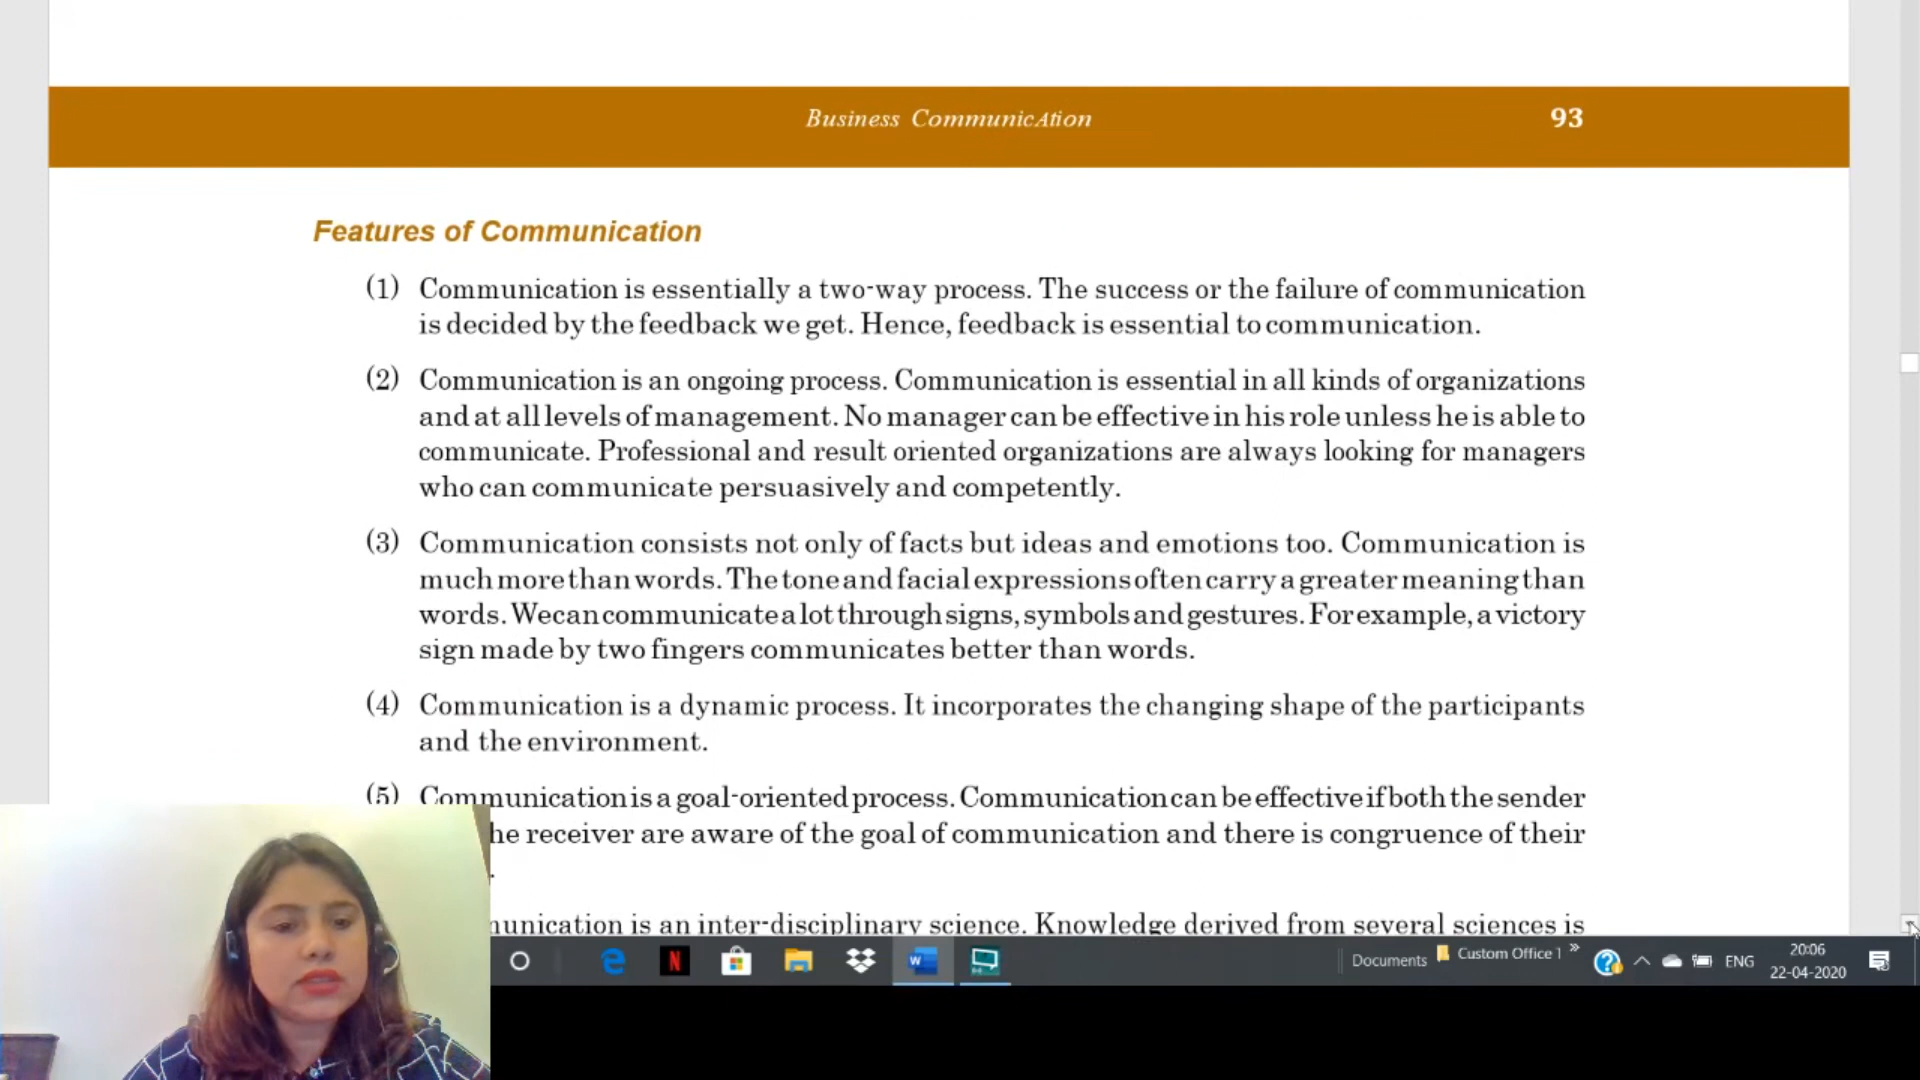 Business CommunicAtion 93
Features of Communication
(1) Communication is essentially a two-way process. The success or the failure of communication
is decided by the feedback we get. Hence, feedback is essential to communication.
(2) Communication is an ongoing process. Communication is essential in all kinds of organizations
and at all levels of management. No manager can be effective in his role unless he is able to
communicate. Professional and result oriented organizations are always looking for managers
who can communicate persuasively and competently.
(3) Communication consists not only of facts but ideas and emotions too. Communication is
much more than words. The tone and facial expressions often carry a greater meaning than
words. We can communicate a lot through signs, symbols and gestures. For example, a victory
sign made by two fingers communicates better than words.
(4) Communication is a dynamic process. It incorporates the changing shape of the participants
and the environment.
(5) Communication is a goal-oriented process. Communication can be effective if both the sender
he receiver are aware of the goal of communication and there is congruence of their
.
munication is an inter-disciplinary science. Knowledge derived from several sciences is
N W Documents Custom Office 1 » ENG 20:06
22-04-2020